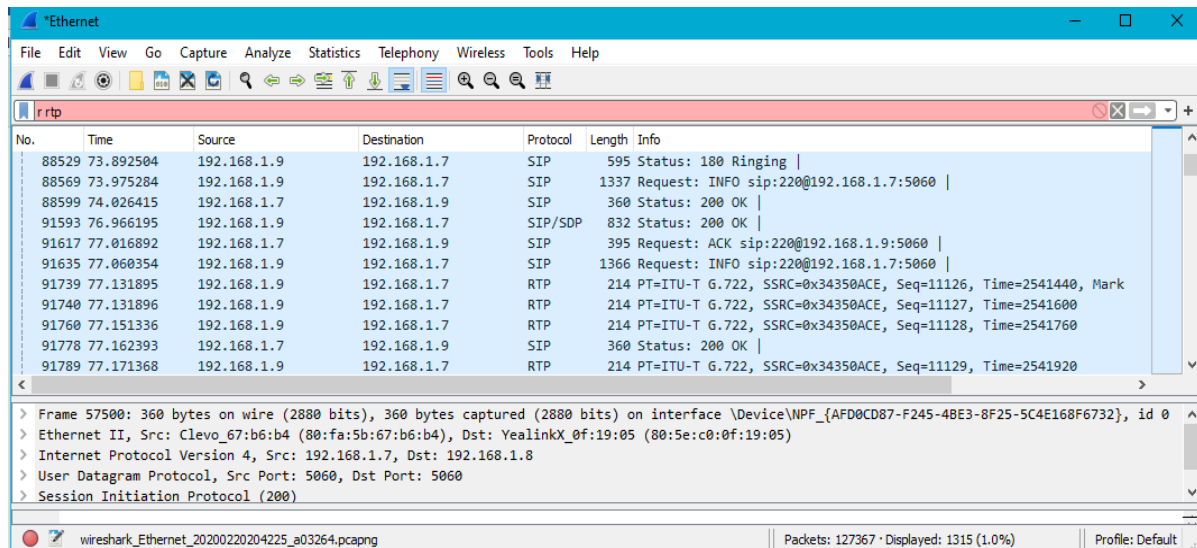 *Ethernet
File Edit View Go Capture Analyze Statistics Telephony Wireless Tools Help
r rtp
No. Time Source Destination Protocol Length Info
88529 73.892504 192.168.1.9 192.168.1.7 SIP 595 Status: 180 Ringing |
88569 73.975284 192.168.1.9 192.168.1.7 SIP 1337 Request: INFO sip:220@192.168.1.7:5060 |
88599 74.026415 192.168.1.7 192.168.1.9 SIP 360 Status: 200 OK |
91593 76.966195 192.168.1.9 192.168.1.7 SIP/SDP 832 Status: 200 OK |
91617 77.016892 192.168.1.7 192.168.1.9 SIP 395 Request: ACK sip:220@192.168.1.9:5060 |
91635 77.060354 192.168.1.9 192.168.1.7 SIP 1366 Request: INFO sip:220@192.168.1.7:5060 |
91739 77.131895 192.168.1.9 192.168.1.7 RTP 214 PT=ITU-T G.722, SSRC=0x34350ACE, Seq=11126, Time=2541440, Mark
91740 77.131896 192.168.1.9 192.168.1.7 RTP 214 PT=ITU-T G.722, SSRC=0x34350ACE, Seq=11127, Time=2541600
91760 77.151336 192.168.1.9 192.168.1.7 RTP 214 PT=ITU-T G.722, SSRC=0x34350ACE, Seq=11128, Time=2541760
91778 77.162393 192.168.1.7 192.168.1.9 SIP 360 Status: 200 OK |
91789 77.171368 192.168.1.9 192.168.1.7 RTP 214 PT=ITU-T G.722, SSRC=0x34350ACE, Seq=11129, Time=2541920
> Frame 57500: 360 bytes on wire (2880 bits), 360 bytes captured (2880 bits) on interface \Device\NPF_{AFD0CD87-F245-4BE3-8F25-5C4E168F6732}, id 0
> Ethernet II, Src: Clevo_67:b6:b4 (80:fa:5b:67:b6:b4), Dst: YealinkX_0f:19:05 (80:5e:c0:0f:19:05)
> Internet Protocol Version 4, Src: 192.168.1.7, Dst: 192.168.1.8
> User Datagram Protocol, Src Port: 5060, Dst Port: 5060
> Session Initiation Protocol (200)
wireshark_Ethernet_20200220204225_a03264.pcapng Packets: 127367 · Displayed: 1315 (1.0%) Profile: Default